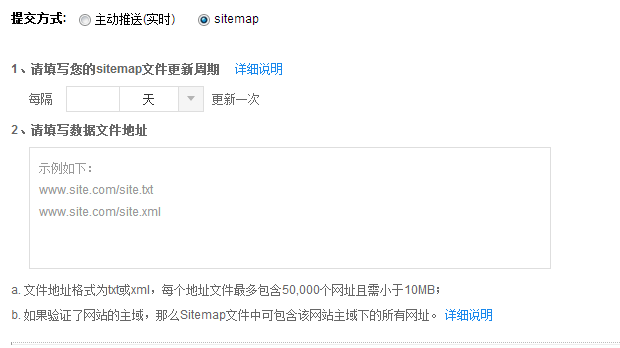 提交方式: 主动推送(实时) sitemap
1、请填写您的sitemap文件更新周期 详细说明
每隔 天 更新一次
2、请填写数据文件地址
示例如下：
www.site.com/site.txt
www.site.com/site.xml
a. 文件地址格式为txt或xml，每个地址文件最多包含50,000个网址且需小于10MB；
b. 如果验证了网站的主域，那么Sitemap文件中可包含该网站主域下的所有网址。 详细说明